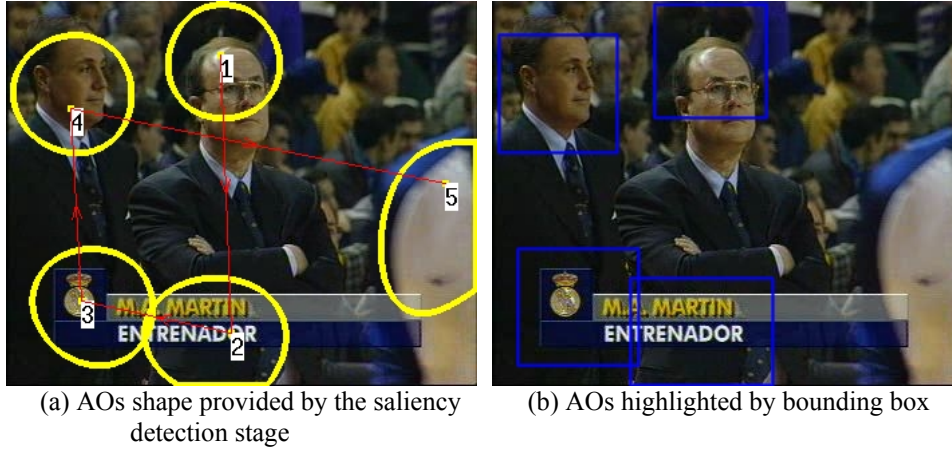 1
4
5
3
M.A. MARTIN
2
ENTRENADOR
M.A. MARTIN
ENTRENADOR
(a) AOs shape provided by the saliency
detection stage
(b) AOs highlighted by bounding box